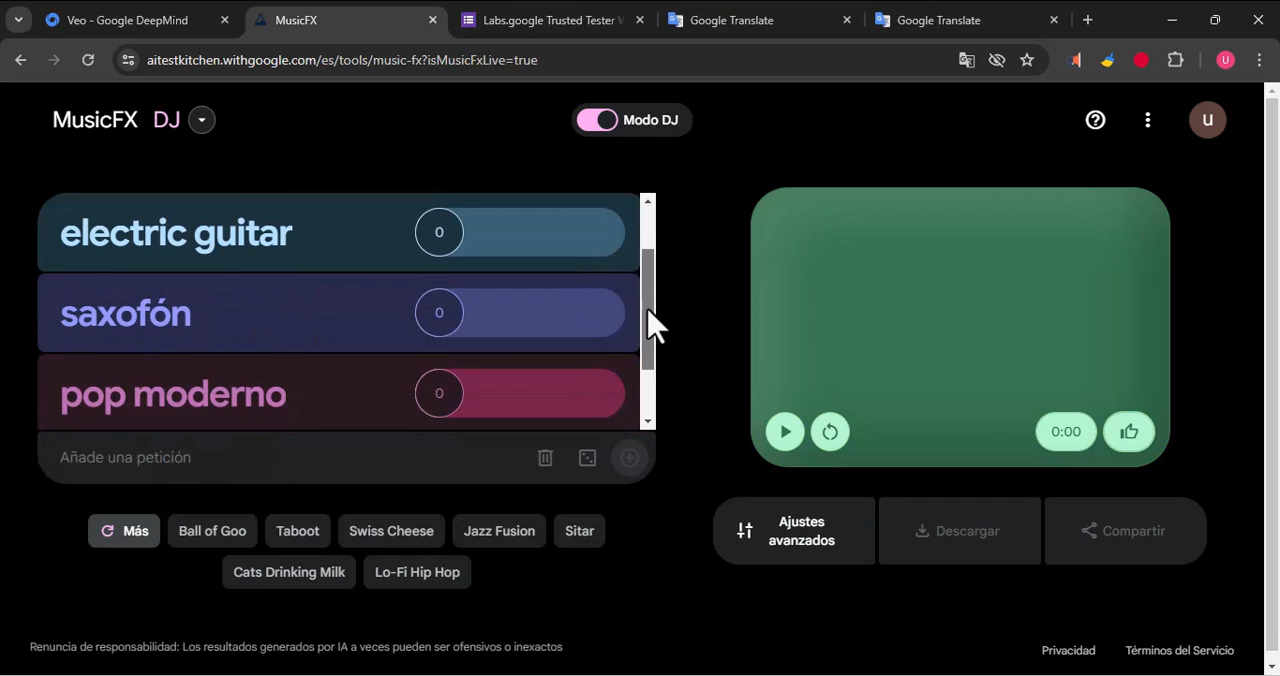 Veo - Google DeepMind
MusicFX
Labs.google Trusted Tester V
Google Translate
Google Translate
aitestkitchen.withgoogle.com/es/tools/music-fx?isMusicFxLive=true
U
MusicFX DJ
Modo DJ
u
electric guitar 0
saxofón 0
pop moderno 0
Añade una petición
0:00
Más
Ball of Goo
Taboot
Swiss Cheese
Jazz Fusion
Sitar
Cats Drinking Milk
Lo-Fi Hip Hop
Ajustes
avanzados
Descargar
Compartir
Renuncia de responsabilidad: Los resultados generados por IA a veces pueden ser ofensivos o inexactos
Privacidad
Términos del Servicio